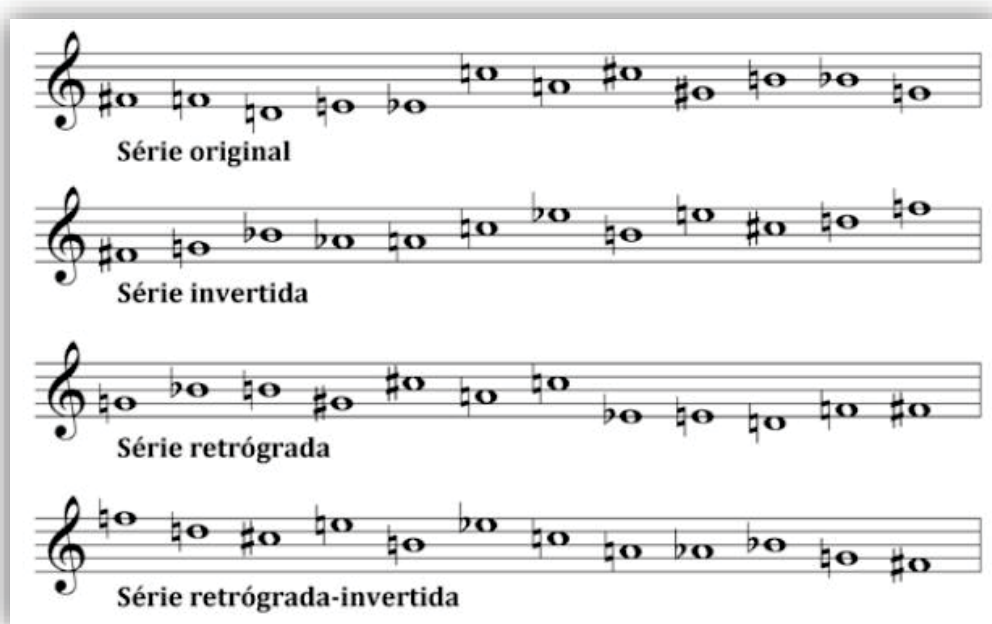 Série original
Série invertida
Série retrógrada
Série retrógrada-invertida